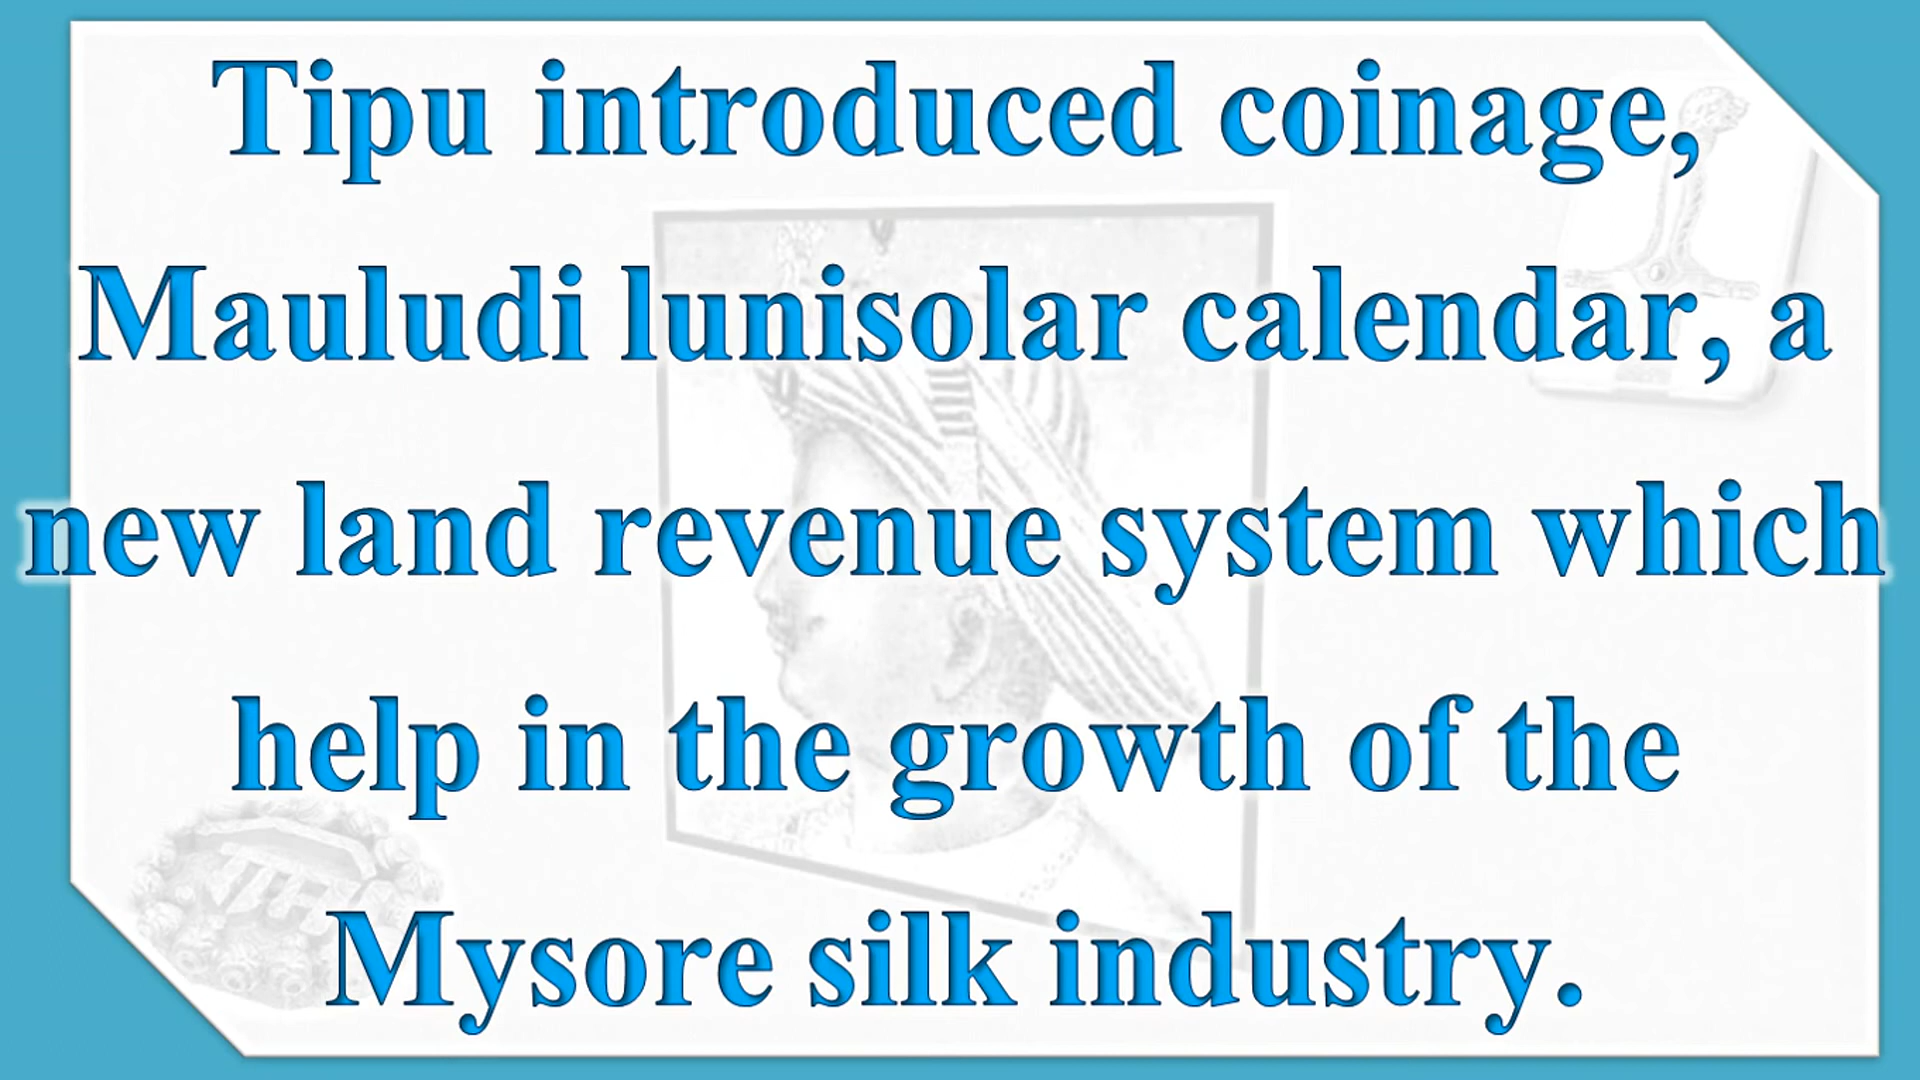 Tipu introduced coinage,
Mauludi lunisolar calendar, a
new land revenue system which
help in the growth of the
Mysore silk industry.